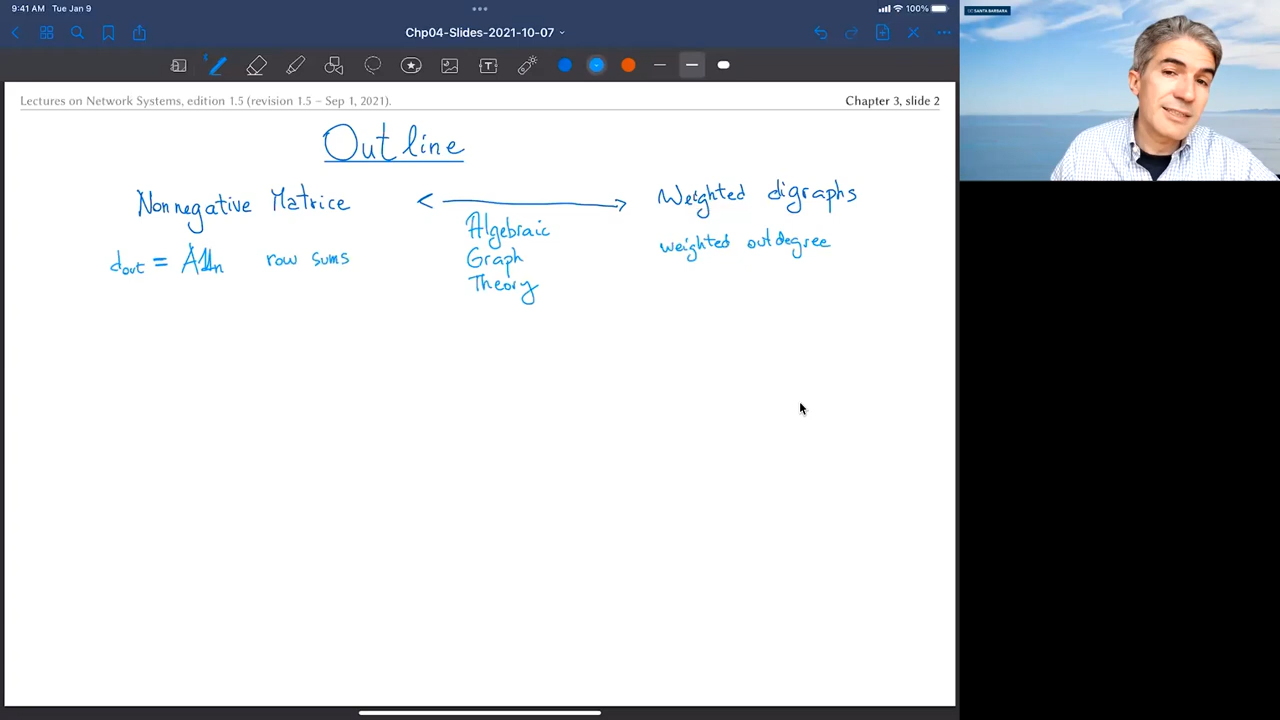 9:41 AM Tue Jan 9
100%
SANTA BARBARA
Chp04-Slides-2021-10-07
Lectures on Network Systems, edition 1.5 (revision 1.5 – Sep 1, 2021).
Chapter 3, slide 2
Outline
Nonnegative Matrice
Weighted digraphs
Algebraic
Graph
Theory
dout = A𝟙n row sums
weighted outdegree